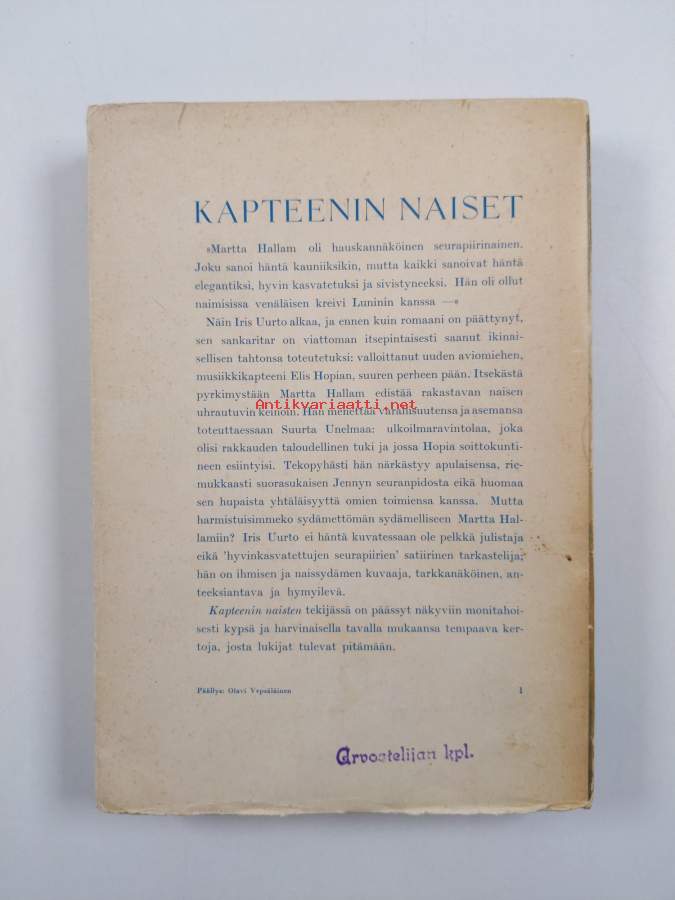 KAPTEENIN NAISET
»Martta Hallam oli hauskannäköinen seurapiirinainen.
Joku sanoi häntä kauniiksikin, mutta kaikki sanoivat häntä
elegantiksi, hyvin kasvatetuksi ja sivistyneeksi. Hän oli ollut
naimisissa venäläisen kreivi Luninin kanssa —»
Näin Iris Uurto alkaa, ja ennen kuin romaani on päättynyt,
sen sankaritar on viattoman itsepintaisesti saanut ikinai-
sellisen tahtonsa toteutetuksi: valloittanut uuden aviomiehen,
musiikkikapteeni Elis Hopian, suuren perheen pään. Itsekästä
pyrkimystään Martta Hallam edistää rakastavan naisen
Antikvariaatti.net
uhrautuvin keinoin. Hän menettää varallisuutensa ja asemansa
toteuttaessaan Suurta Unelmaa: ulkoilmaravintolaa, joka
olisi rakkauden taloudellinen tuki ja jossa Hopia soittokunti-
neen esiintyisi. Tekopyhästi hän närkästyy apulaisensa, rie-
mukkaasti suorasukaisen Jennyn seuranpidosta eikä huomaa
sen hupaista yhtäläisyyttä omien toimiensa kanssa. Mutta
harmistuisimmeko sydämettömän sydämelliseen Martta Hal-
lamiin? Iris Uurto ei häntä kuvatessaan ole pelkkä julistaja
eikä 'hyvinkasvatettujen seurapiirien' satiirinen tarkastelija;
hän on ihmisen ja naissydämen kuvaaja, tarkkanäköinen, an-
teeksiantava ja hymyilevä.
Kapteenin naisten tekijässä on päässyt näkyviin monitahoi-
sesti kypsä ja harvinaisella tavalla mukaansa tempaava ker-
toja, josta lukijat tulevat pitämään.
Päällys: Olavi Vepsäläinen 1
Arvostelijan kpl.